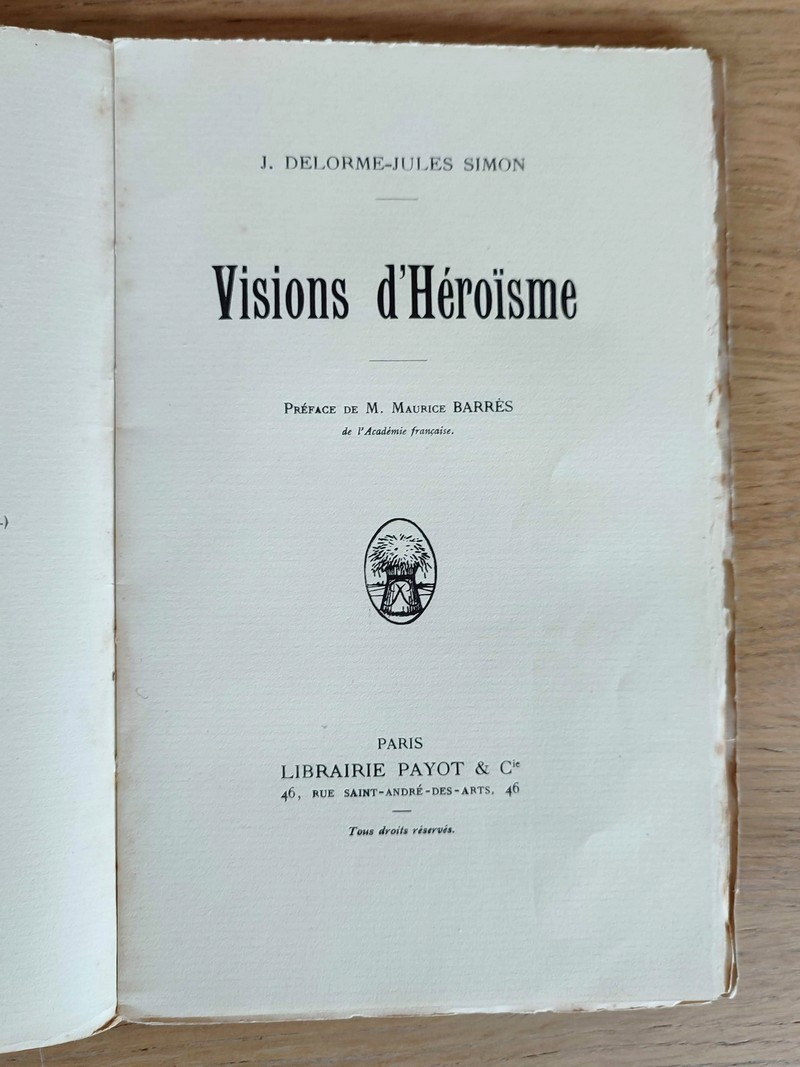 J. DELORME-JULES SIMON
Visions d'Héroïsme
PRÉFACE DE M. MAURICE BARRÈS
de l'Académie française.
.)
PARIS
LIBRAIRIE PAYOT & Cie
46, RUE SAINT-ANDRÉ-DES-ARTS, 46
Tous droits réservés.